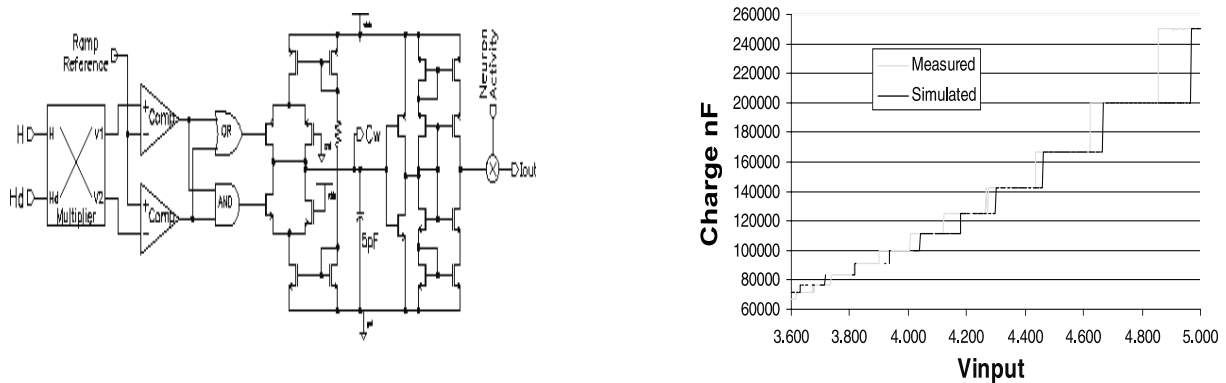 Ramp
Reference
H
Hd
H
V1
Hd
V2
Multiplier
+
-
Comp
+
-
Comp
OR
AND
Cw
5pF
Neuron
Activity
Iout
Charge nF
260000
240000
220000
200000
180000
160000
140000
120000
100000
80000
60000
Measured
Simulated
3.600
3.800
4.000
4.200
4.400
4.600
4.800
5.000
Vinput